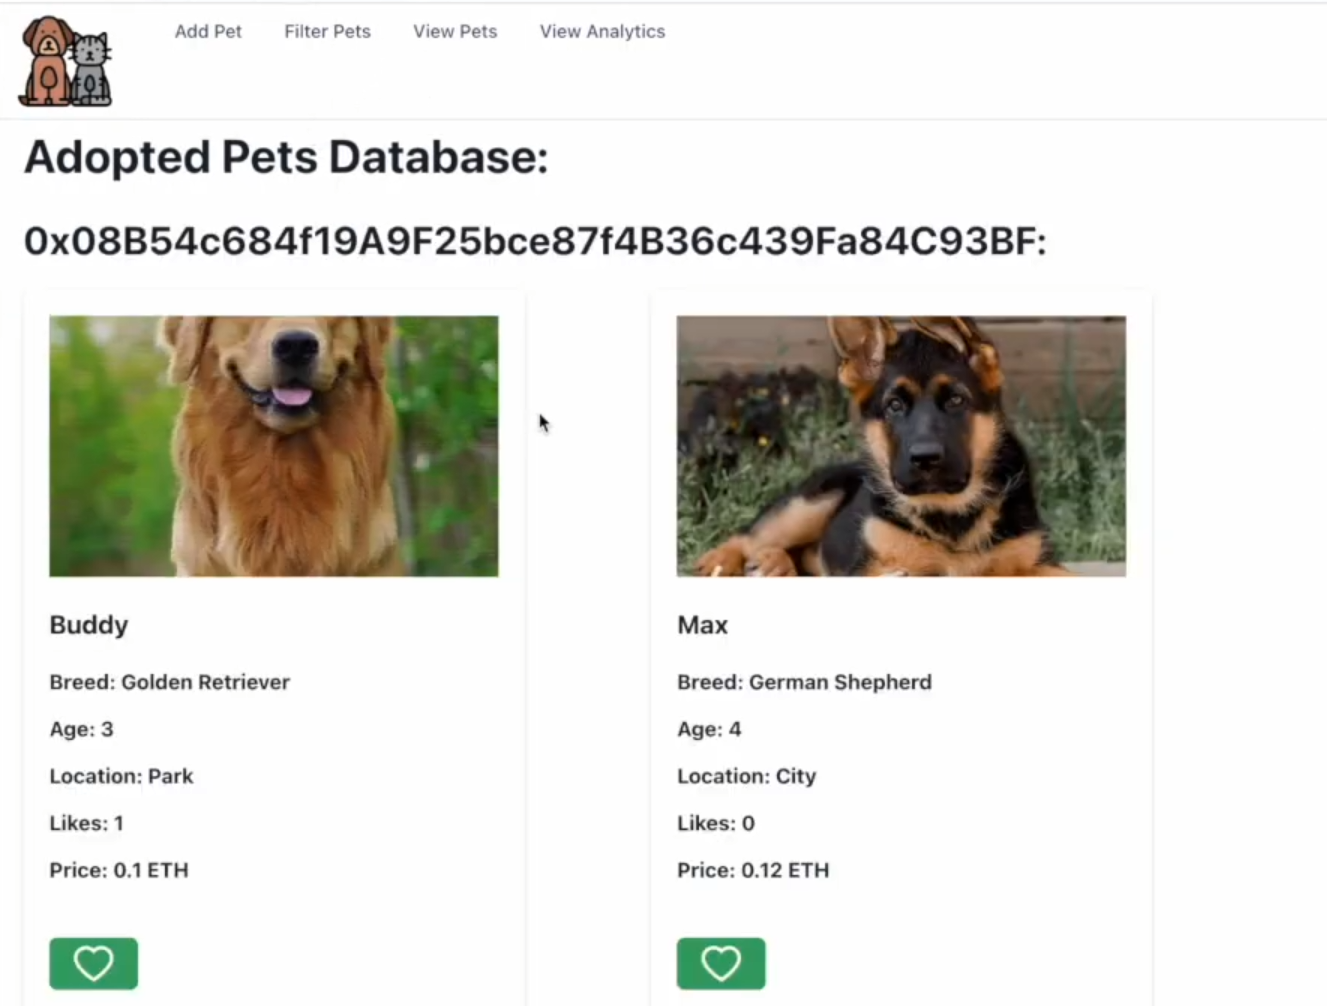 Add Pet Filter Pets View Pets View Analytics
Adopted Pets Database:
0x08B54c684f19A9F25bce87f4B36c439Fa84C93BF:
Buddy
Breed: Golden Retriever
Age: 3
Location: Park
Likes: 1
Price: 0.1 ETH
Max
Breed: German Shepherd
Age: 4
Location: City
Likes: 0
Price: 0.12 ETH